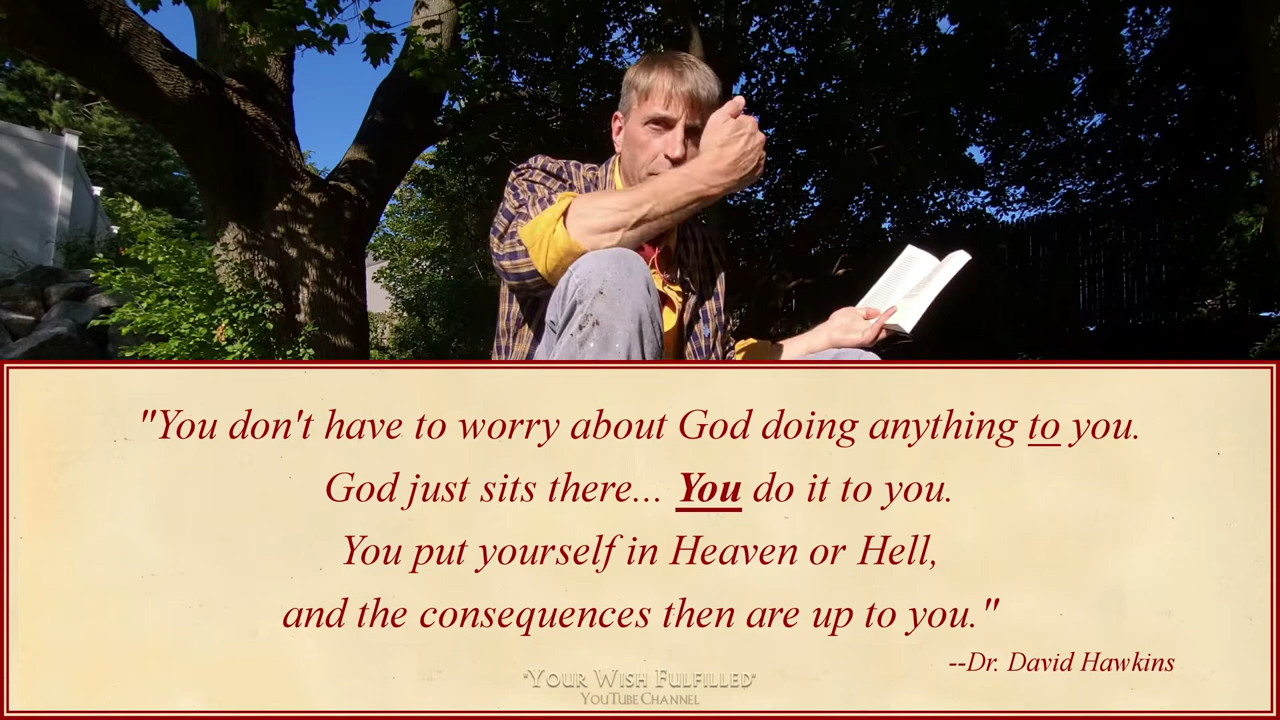 "You don't have to worry about God doing anything to you.
God just sits there... You do it to you.
You put yourself in Heaven or Hell,
and the consequences then are up to you."
--Dr. David Hawkins
"Your Wish Fulfilled"
YouTube Channel